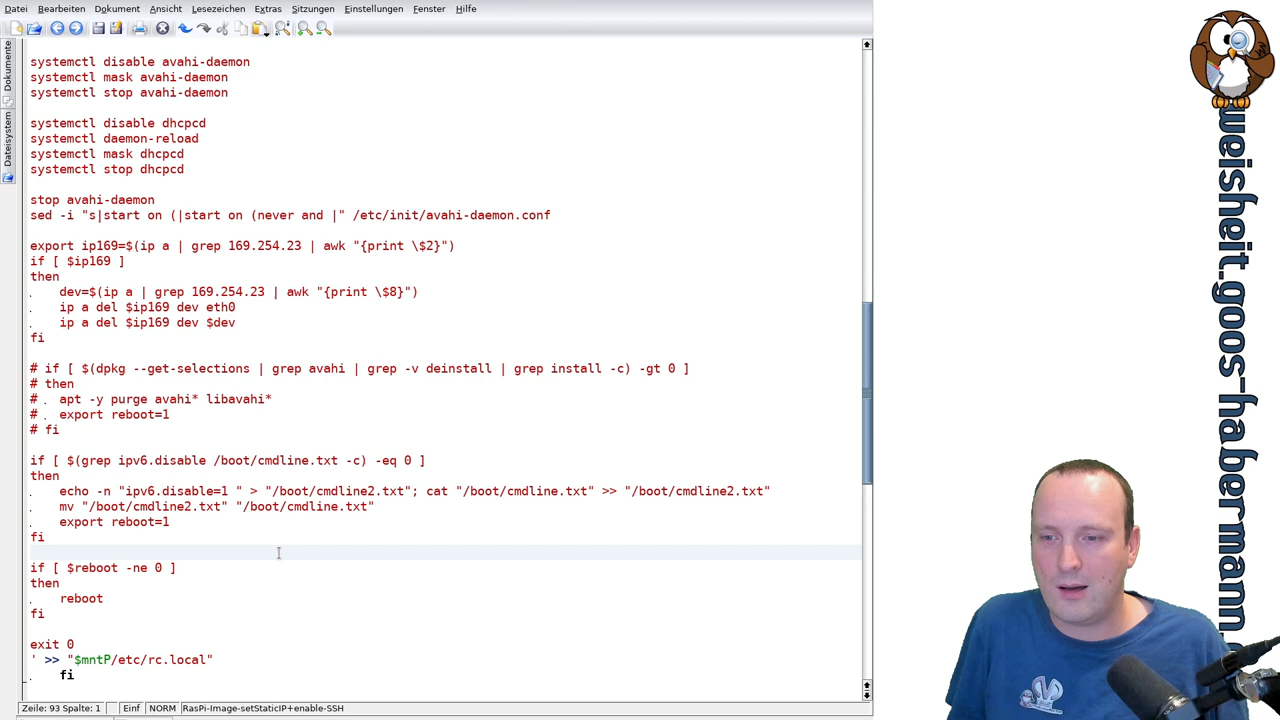 Datei Bearbeiten Dokument Ansicht Lesezeichen Extras Sitzungen Einstellungen Fenster Hilfe
Dokumente
Dateisystem
systemctl disable avahi-daemon
systemctl mask avahi-daemon
systemctl stop avahi-daemon
systemctl disable dhcpcd
systemctl daemon-reload
systemctl mask dhcpcd
systemctl stop dhcpcd
stop avahi-daemon
sed -i "s|start on (|start on (never and |" /etc/init/avahi-daemon.conf
export ip169=$(ip a | grep 169.254.23 | awk "{print \$2}")
if [ $ip169 ]
then
dev=$(ip a | grep 169.254.23 | awk "{print \$8}")
ip a del $ip169 dev eth0
ip a del $ip169 dev $dev
fi
# if [ $(dpkg --get-selections | grep avahi | grep -v deinstall | grep install -c) -gt 0 ]
# then
# apt -y purge avahi* libavahi*
# export reboot=1
# fi
if [ $(grep ipv6.disable /boot/cmdline.txt -c) -eq 0 ]
then
echo -n "ipv6.disable=1 " > "/boot/cmdline2.txt"; cat "/boot/cmdline.txt" >> "/boot/cmdline2.txt"
mv "/boot/cmdline2.txt" "/boot/cmdline.txt"
export reboot=1
fi
if [ $reboot -ne 0 ]
then
reboot
fi
exit 0
' >> "$mntP/etc/rc.local"
fi
Zeile: 93 Spalte: 1 Einf NORM RasPi-Image-setStaticIP+enable-SSH
weisheit.goos-habermann.de